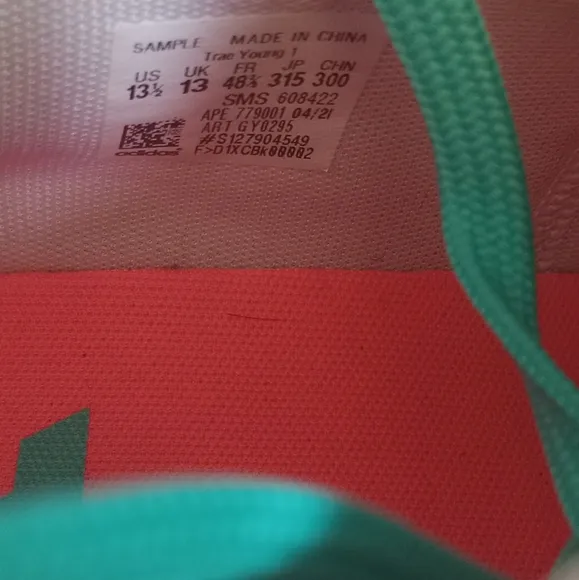 SAMPLE MADE IN CHINA
Trae Young 1
US UK FR JP CHN
13½ 13 48⅔ 315 300
SMS 608422
APE 779001 04/21
ART GY0295
#S127904549
F>D1XCBK00002
adidas